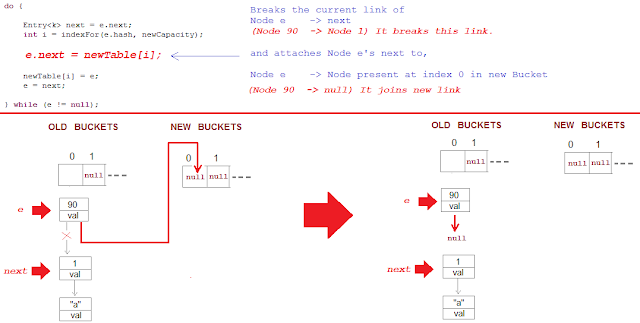 do {
Entry<k> next = e.next;
int i = indexFor(e.hash, newCapacity);
e.next = newTable[i];
newTable[i] = e;
e = next;
} while (e != null);
Breaks the current link of
Node e -> next
(Node 90 -> Node 1) It breaks this link.
and attaches Node e's next to,
Node e -> Node present at index 0 in new Bucket
(Node 90 -> null) It joins new link
OLD BUCKETS
NEW BUCKETS
0 1
null
0 1
null null
e
90
val
next
1
val
"a"
val
OLD BUCKETS
NEW BUCKETS
0 1
null
0 1
null null
e
90
val
null
next
1
val
"a"
val